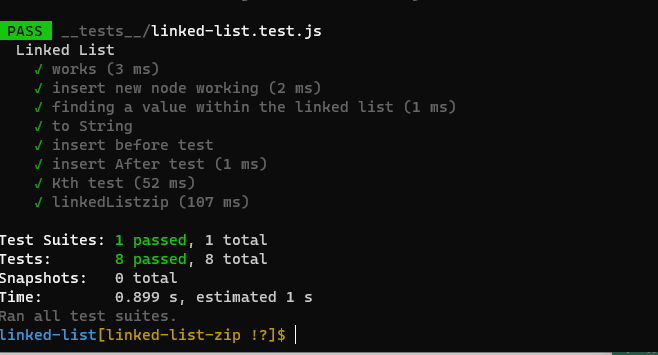 PASS __tests__/linked-list.test.js
Linked List
√ works (3 ms)
√ insert new node working (2 ms)
√ finding a value within the linked list (1 ms)
√ to String
√ insert before test
√ insert After test (1 ms)
√ Kth test (52 ms)
√ linkedListzip (107 ms)
Test Suites: 1 passed, 1 total
Tests: 8 passed, 8 total
Snapshots: 0 total
Time: 0.899 s, estimated 1 s
Ran all test suites.
linked-list[linked-list-zip !?]$